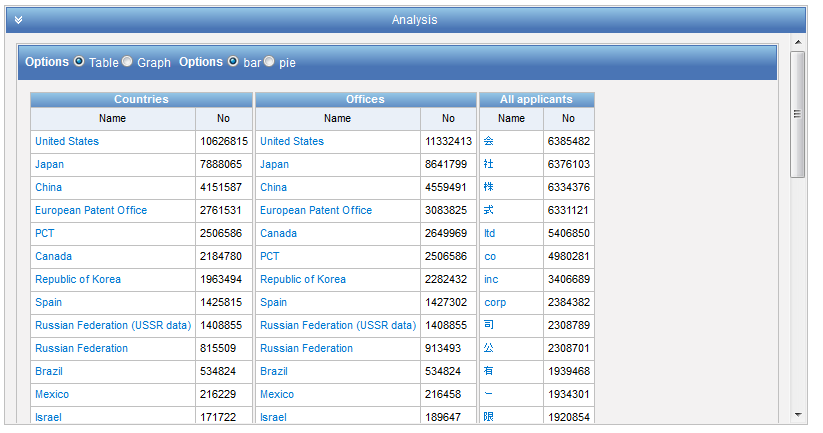 Analysis
Options Table Graph Options bar pie
Countries Offices All applicants
Name No Name No Name No
United States 10626815 United States 11332413 会 6385482
Japan 7888065 Japan 8641799 社 6376103
China 4151587 China 4559491 株 6334376
European Patent Office 2761531 European Patent Office 3083825 式 6331121
PCT 2506586 Canada 2649969 ltd 5406850
Canada 2184780 PCT 2506586 co 4980281
Republic of Korea 1963494 Republic of Korea 2282432 inc 3406689
Spain 1425815 Spain 1427302 corp 2384382
Russian Federation (USSR data) 1408855 Russian Federation (USSR data) 1408855 司 2308789
Russian Federation 815509 Russian Federation 913493 公 2308701
Brazil 534824 Brazil 534824 有 1939468
Mexico 216229 Mexico 216458 1934301
Israel 171722 Israel 189647 限 1920854